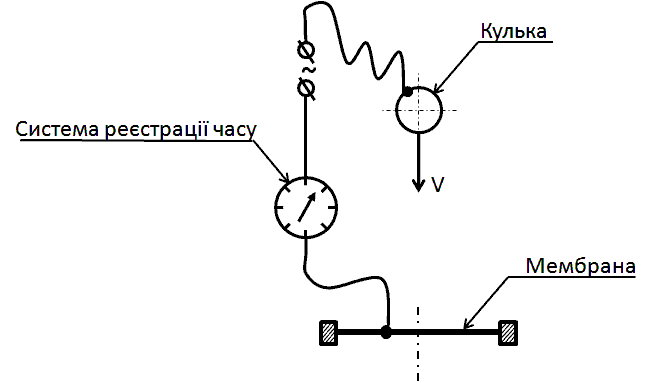 Кулька
~
Система реєстрації часу
V
Мембрана